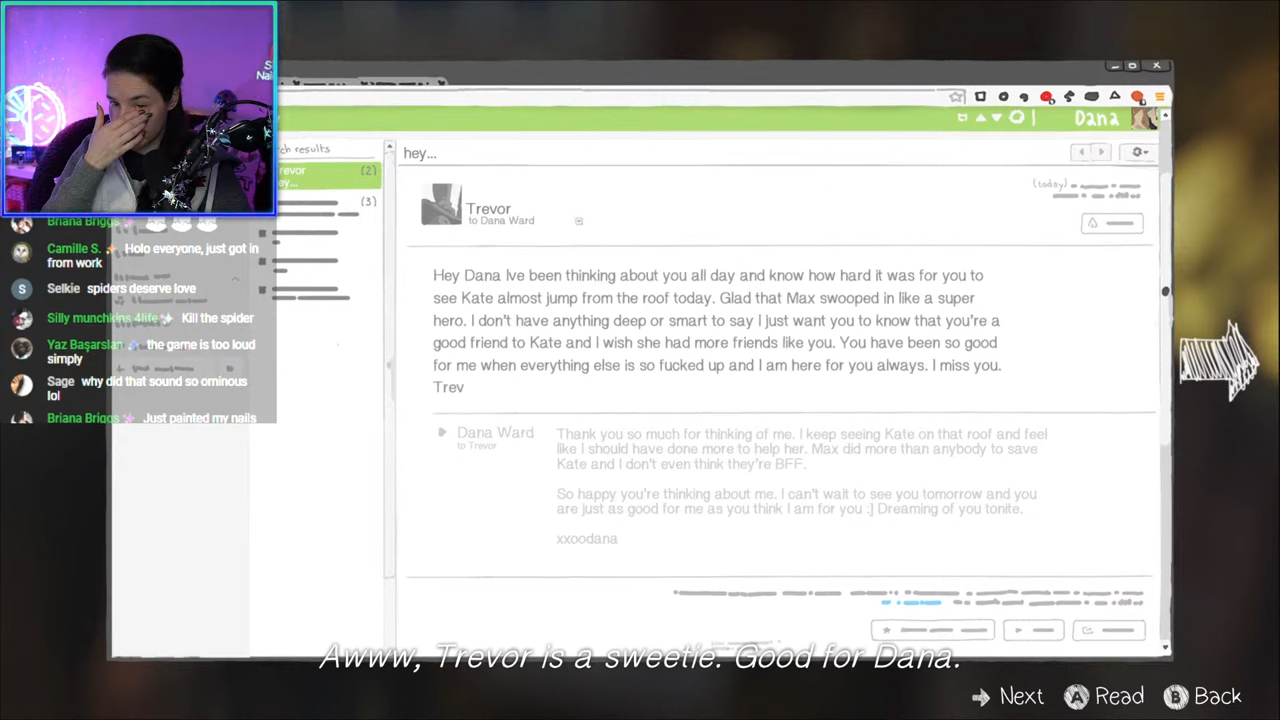 Dana
ch results
hey...
revor
(2)
ey...
(3)
(today)
Trevor
to Dana Ward
Hey Dana Ive been thinking about you all day and know how hard it was for you to
see Kate almost jump from the roof today. Glad that Max swooped in like a super
hero. I don't have anything deep or smart to say I just want you to know that you're a
good friend to Kate and I wish she had more friends like you. You have been so good
for me when everything else is so fucked up and I am here for you always. I miss you.
Trev
Dana Ward
to Trevor
Thank you so much for thinking of me. I keep seeing Kate on that roof and feel
like I should have done more to help her. Max did more than anybody to save
Kate and I don't even think they're BFF.
So happy you're thinking about me. I can't wait to see you tomorrow and you
are just as good for me as you think I am for you :] Dreaming of you tonite.
xxoodana
Briana Briggs
Camille S. Holo everyone, just got in
from work
S Selkie spiders deserve love
Silly munchkins 4life Kill the spider
Yaz Başarslan the game is too loud
simply
Sage why did that sound so ominous
lol
Briana Briggs Just painted my nails
Awww, Trevor is a sweetie. Good for Dana.
Next A Read B Back